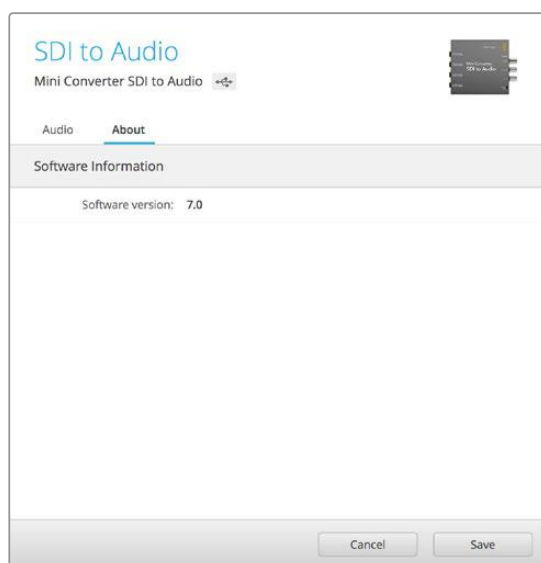 SDI to Audio
Mini Converter SDI to Audio
Audio About
Software Information
Software version: 7.0
Cancel Save